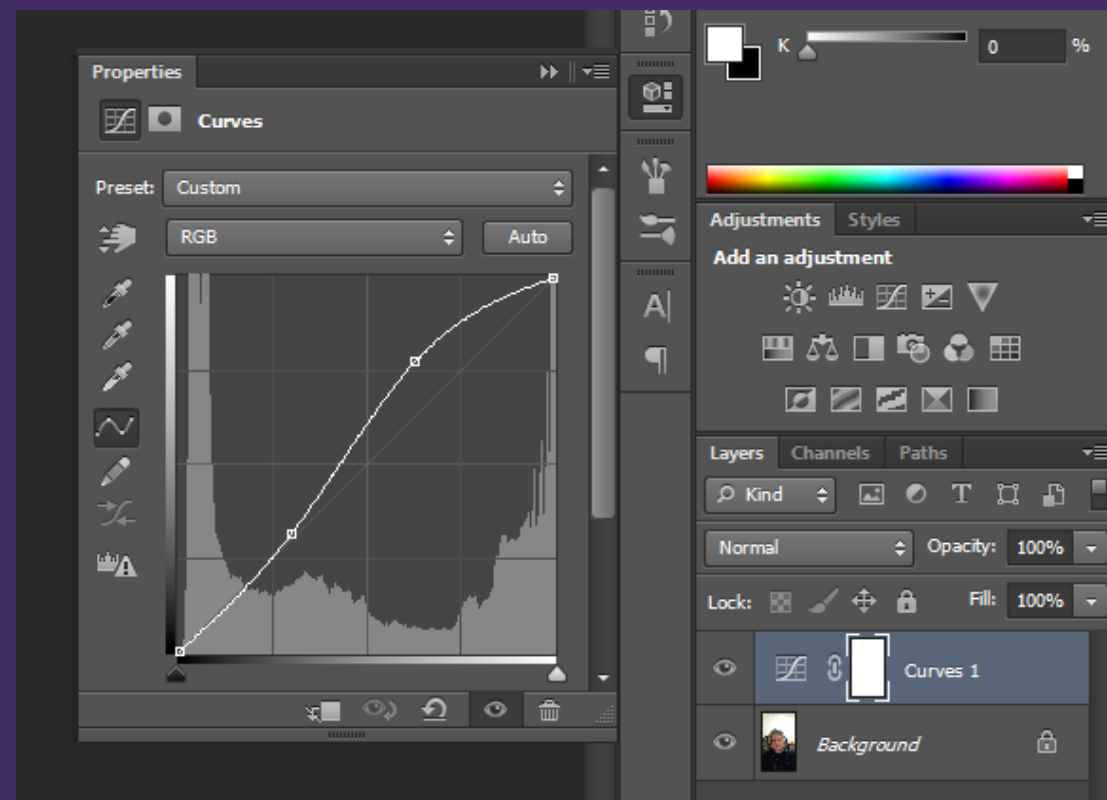 K 0 %
Properties
Curves
Preset: Custom
RGB Auto
Adjustments Styles
Add an adjustment
A
Layers Channels Paths
Kind T
Normal Opacity: 100%
Lock: Fill: 100%
Curves 1
Background